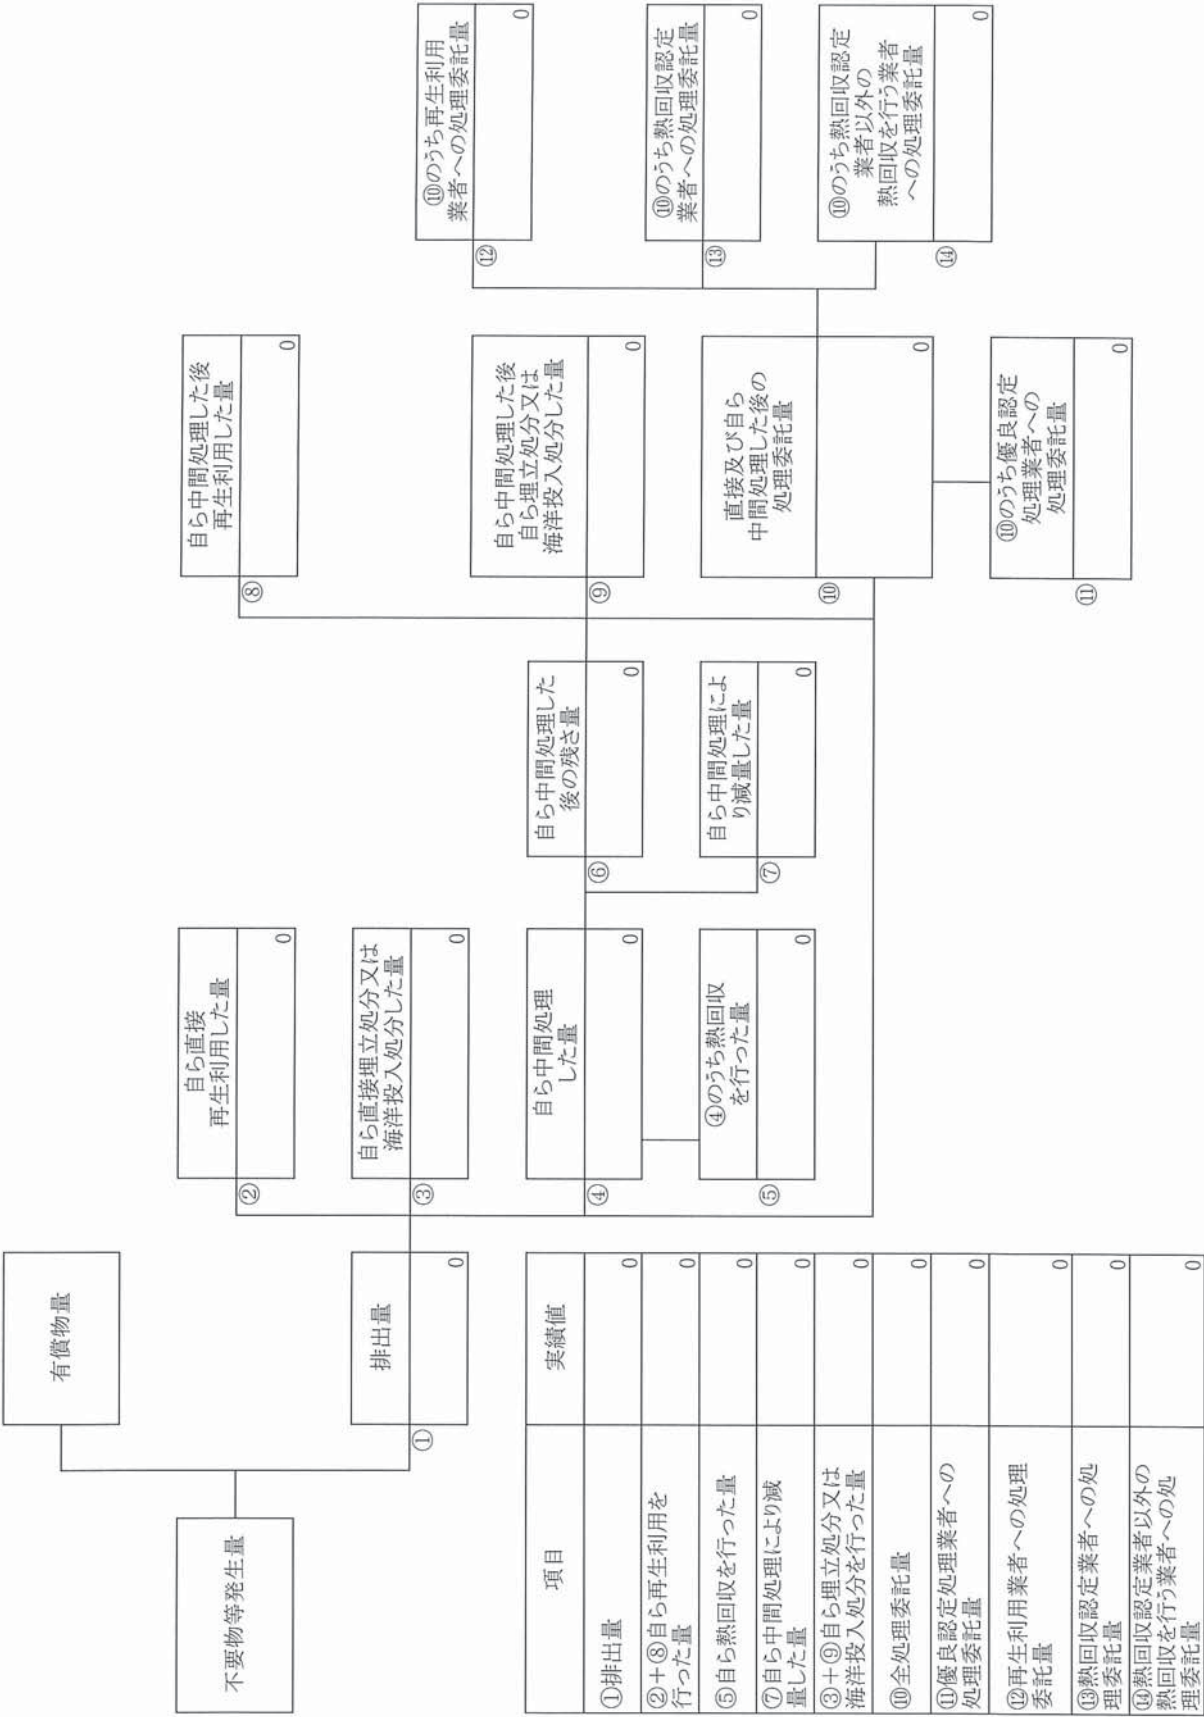 不要物等発生量
有償物量
①
排出量
0
②
自ら直接
再生利用した量
0
③
自ら直接埋立処分又は
海洋投入処分した量
0
④
自ら中間処理
した量
0
⑤
④のうち熱回収
を行った量
0
⑥
自ら中間処理した
後の残さ量
0
⑦
自ら中間処理によ
り減量した量
0
⑧
自ら中間処理した後
再生利用した量
0
⑨
自ら中間処理した後
自ら埋立処分又は
海洋投入処分した量
0
⑩
直接及び自ら
中間処理した後の
処理委託量
0
⑪
⑩のうち優良認定
処理業者への
処理委託量
0
⑫
⑩のうち再生利用
業者への処理委託量
0
⑬
⑩のうち熱回収認定
業者への処理委託量
0
⑭
⑩のうち熱回収認定
業者以外の
熱回収を行う業者
への処理委託量
0
項目 実績値
①排出量 0
②+⑧自ら再生利用を
行った量 0
⑤自ら熱回収を行った量 0
⑦自ら中間処理により減
量した量 0
③+⑨自ら埋立処分又は
海洋投入処分を行った量 0
⑩全処理委託量 0
⑪優良認定処理業者への
処理委託量 0
⑫再生利用業者への処理
委託量 0
⑬熱回収認定業者への処
理委託量 0
⑭熱回収認定業者以外の
熱回収を行う業者への処
理委託量 0